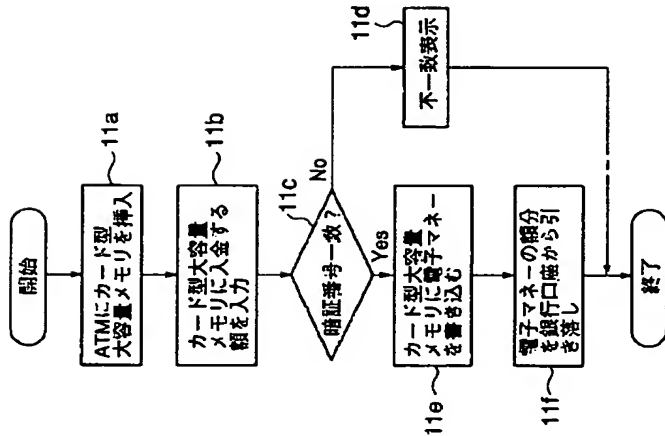 開始
ATMにカード型
大容量メモリを挿入
11a
カード型大容量
メモリに入金する
額を入力
11b
暗証番号一致?
11c
No
Yes
不一致表示
11d
カード型大容量
メモリに電子マネー
を書き込む
11e
電子マネーの額分
を銀行口座から引
き落し
11f
終了